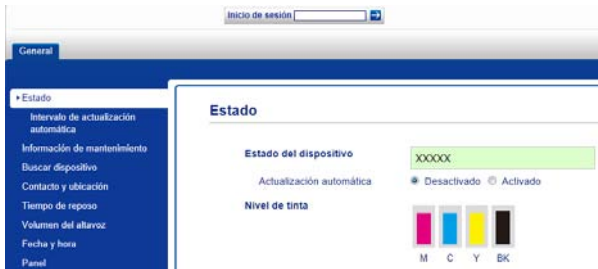 Inicio de sesión
General
Estado
Intervalo de actualización
automática
Información de mantenimiento
Buscar dispositivo
Contacto y ubicación
Tiempo de reposo
Volumen del altavoz
Fecha y hora
Panel
Estado
Estado del dispositivo XXXXX
Actualización automática Desactivado Activado
Nivel de tinta
M C Y BK